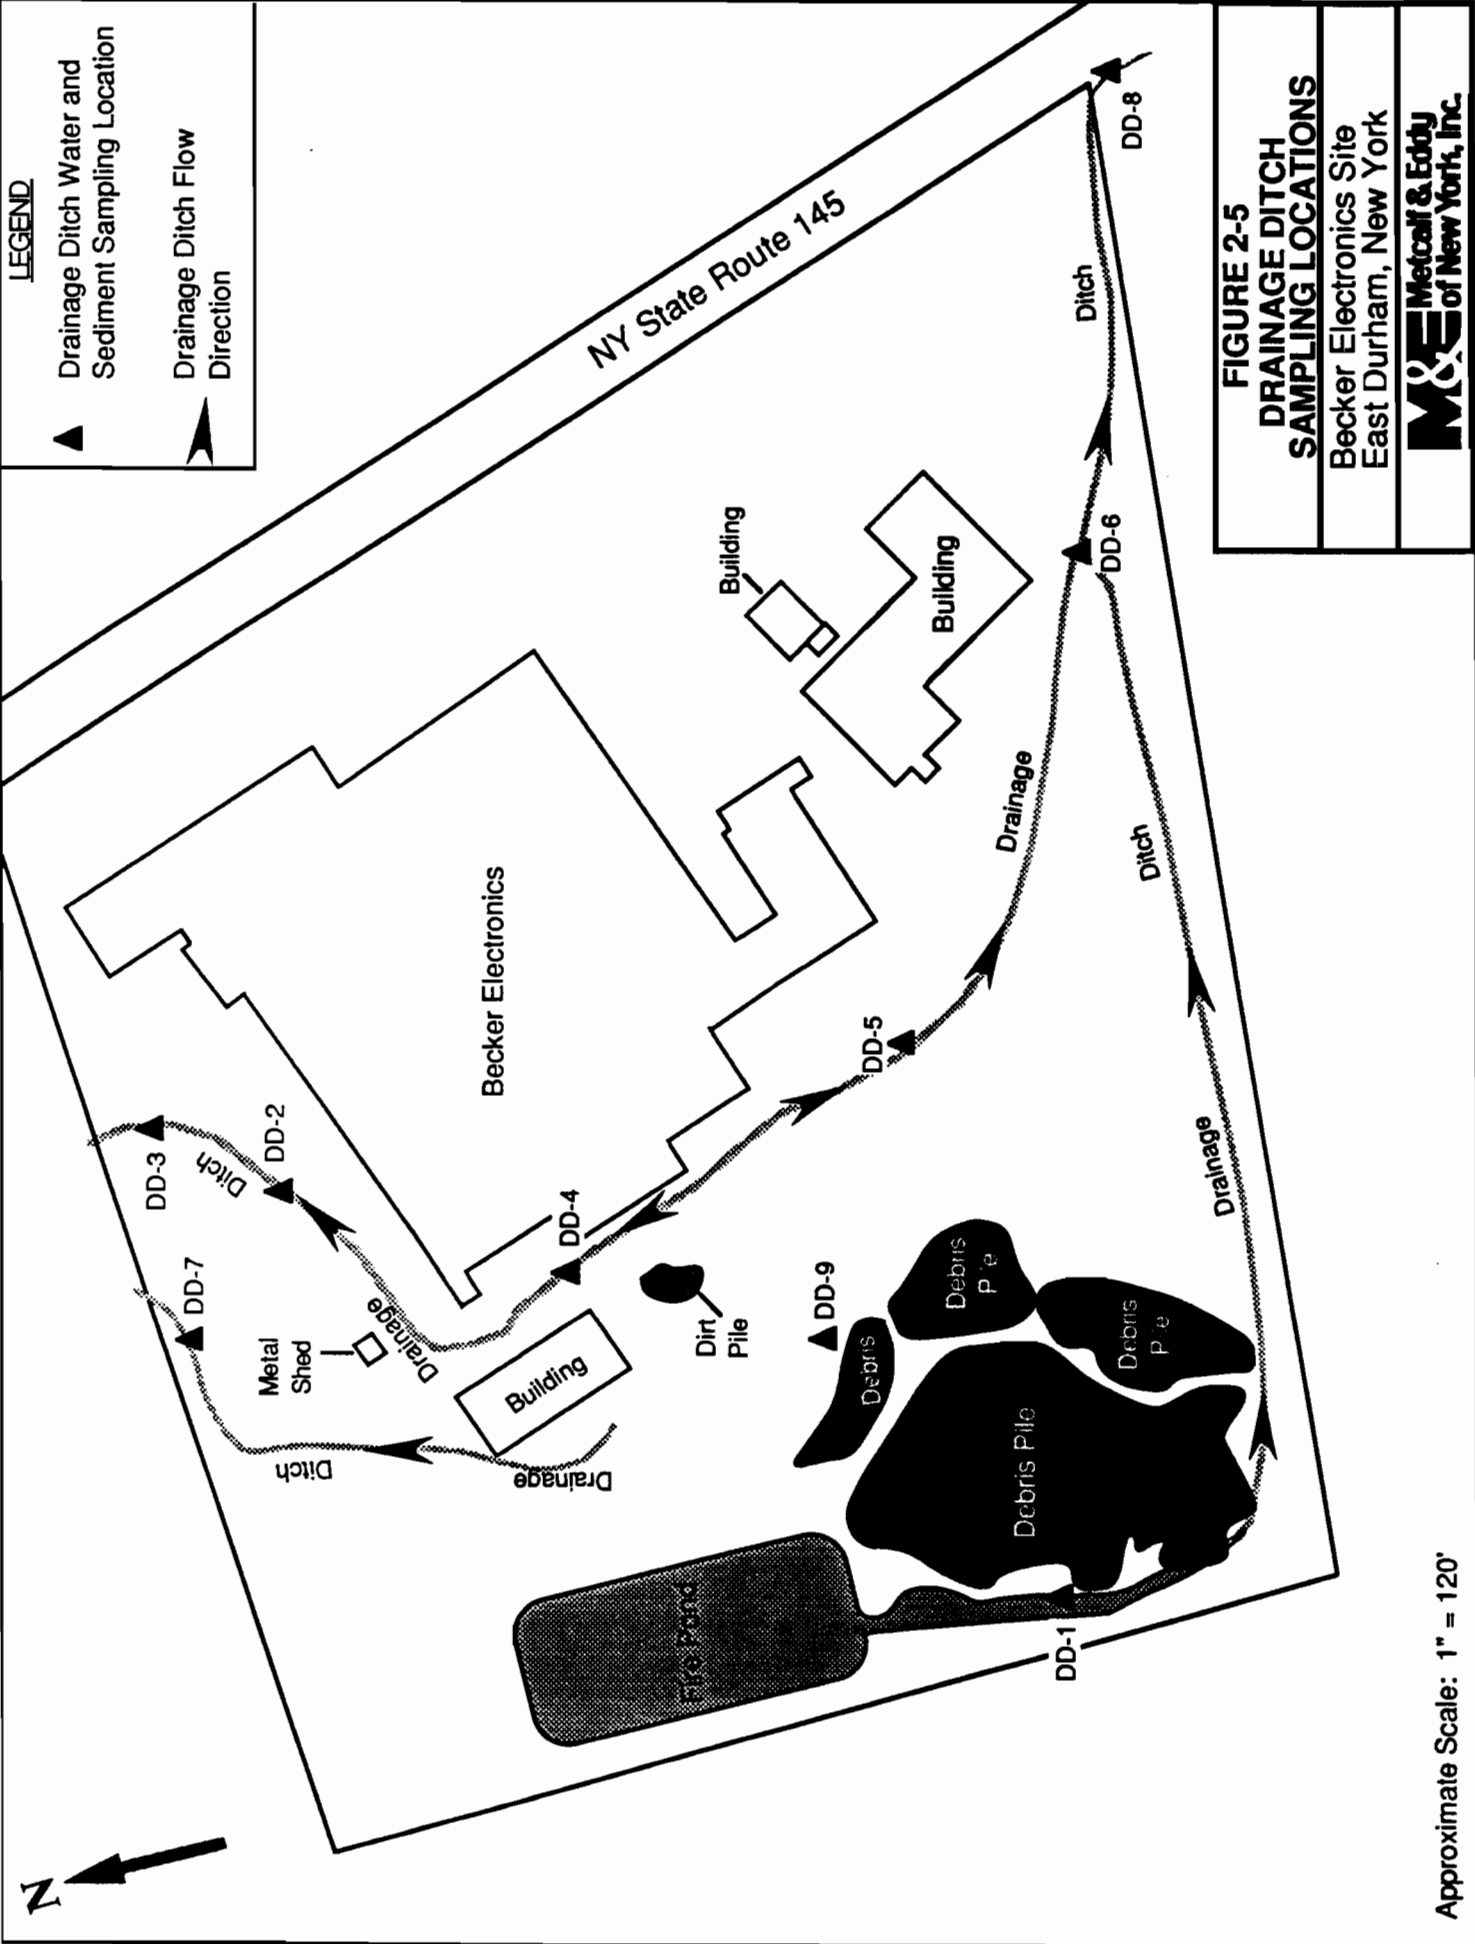 LEGEND
Drainage Ditch Water and
Sediment Sampling Location
Drainage Ditch Flow
Direction
N
NY State Route 145
Becker Electronics
Building
Building
Building
Metal
Shed
Dirt
Pile
Fire Pond
Debris
Debris
Pile
Debris
Pile
Debris Pile
Drainage
Ditch
Drainage
Ditch
Drainage
Ditch
Drainage
Ditch
DD-1
DD-2
DD-3
DD-4
DD-5
DD-6
DD-7
DD-8
DD-9
Approximate Scale: 1" = 120'
FIGURE 2-5
DRAINAGE DITCH
SAMPLING LOCATIONS
Becker Electronics Site
East Durham, New York
M&E Metcalf & Eddy
of New York, Inc.